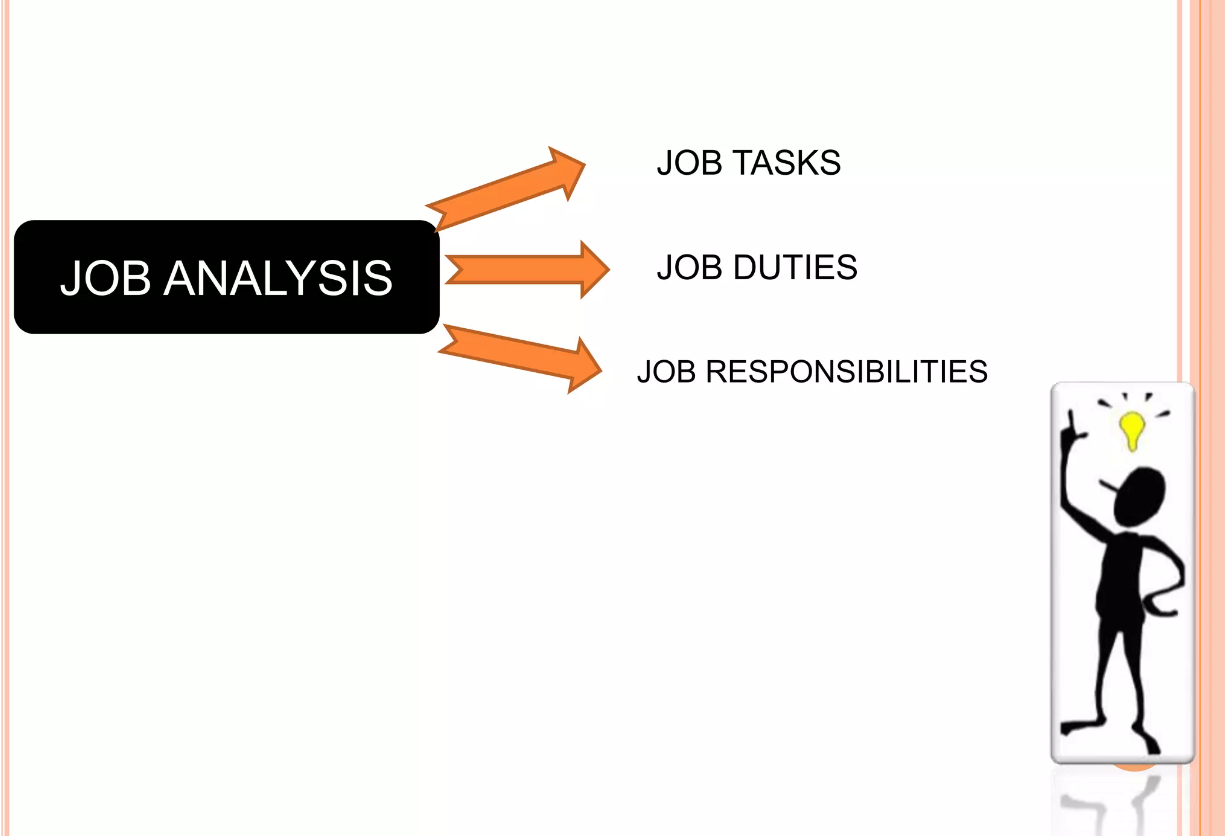 JOB TASKS
JOB ANALYSIS
JOB DUTIES
JOB RESPONSIBILITIES